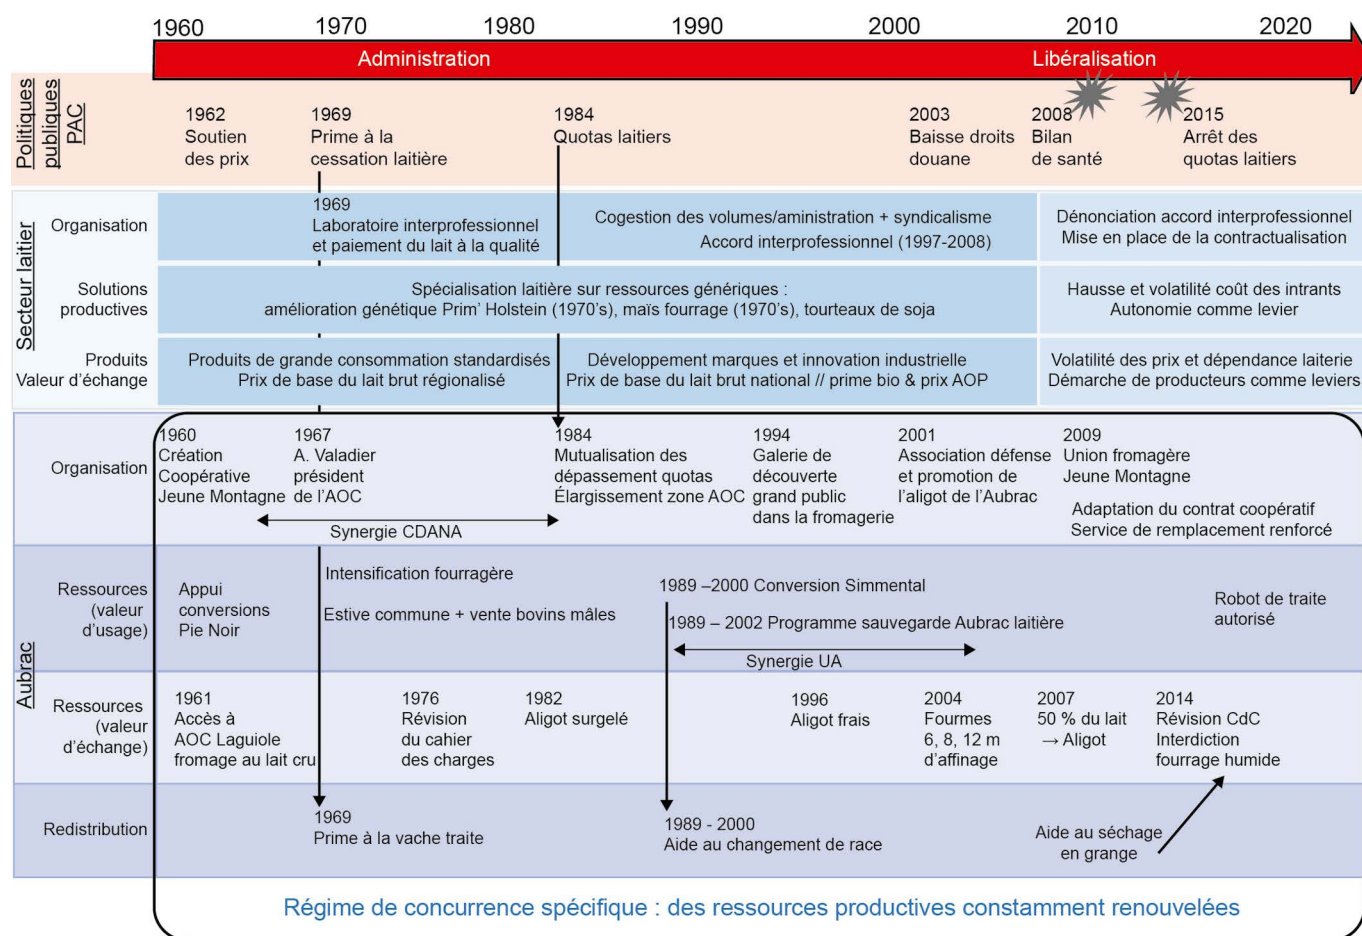 1960
1970
1980
1990
2000
2010
2020
Administration
Libéralisation
Politiques
publiques
PAC
1962
Soutien
des prix
1969
Prime à la
cessation laitière
1984
Quotas laitiers
2003
Baisse droits
douane
2008
Bilan
de santé
2015
Arrêt des
quotas laitiers
Secteur laitier
Organisation
1969
Laboratoire interprofessionnel
et paiement du lait à la qualité
Cogestion des volumes/aministration + syndicalisme
Accord interprofessionnel (1997-2008)
Dénonciation accord interprofessionnel
Mise en place de la contractualisation
Solutions
productives
Spécialisation laitière sur ressources génériques :
amélioration génétique Prim' Holstein (1970's), maïs fourrage (1970's), tourteaux de soja
Hausse et volatilité coût des intrants
Autonomie comme levier
Produits
Valeur d'échange
Produits de grande consommation standardisés
Prix de base du lait brut régionalisé
Développement marques et innovation industrielle
Prix de base du lait brut national // prime bio & prix AOP
Volatilité des prix et dépendance laiterie
Démarche de producteurs comme leviers
Aubrac
Organisation
1960
Création
Coopérative
Jeune Montagne
1967
A. Valadier
président
de l'AOC
Synergie CDANA
1984
Mutualisation des
dépassement quotas
Élargissement zone AOC
1994
Galerie de
découverte
grand public
dans la fromagerie
2001
Association défense
et promotion de
l'aligot de l'Aubrac
2009
Union fromagère
Jeune Montagne
Adaptation du contrat coopératif
Service de remplacement renforcé
Ressources
(valeur
d'usage)
Appui
conversions
Pie Noir
Intensification fourragère
Estive commune + vente bovins mâles
1989 –2000 Conversion Simmental
1989 – 2002 Programme sauvegarde Aubrac laitière
Synergie UA
Robot de traite
autorisé
Ressources
(valeur
d'échange)
1961
Accès à
AOC Laguiole
fromage au lait cru
1976
Révision
du cahier
des charges
1982
Aligot surgelé
1996
Aligot frais
2004
Fourmes
6, 8, 12 m
d'affinage
2007
50 % du lait
→ Aligot
2014
Révision CdC
Interdiction
fourrage humide
Redistribution
1969
Prime à la vache traite
1989 - 2000
Aide au changement de race
Aide au séchage
en grange
Régime de concurrence spécifique : des ressources productives constamment renouvelées